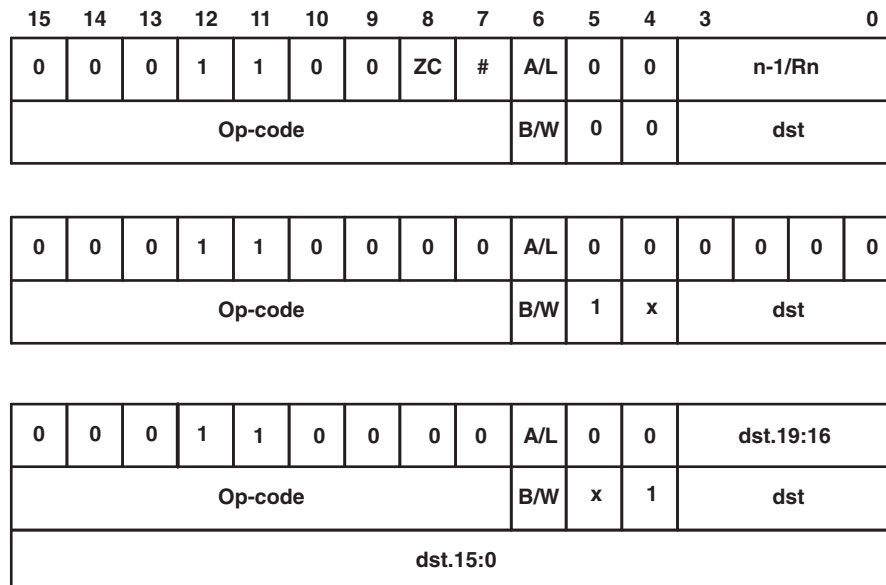 15 14 13 12 11 10 9 8 7 6 5 4 3 0
0 0 0 1 1 0 0 ZC # A/L 0 0 n-1/Rn
Op-code B/W 0 0 dst
0 0 0 1 1 0 0 0 0 A/L 0 0 0 0 0 0
Op-code B/W 1 x dst
0 0 0 1 1 0 0 0 0 A/L 0 0 dst.19:16
Op-code B/W x 1 dst
dst.15:0